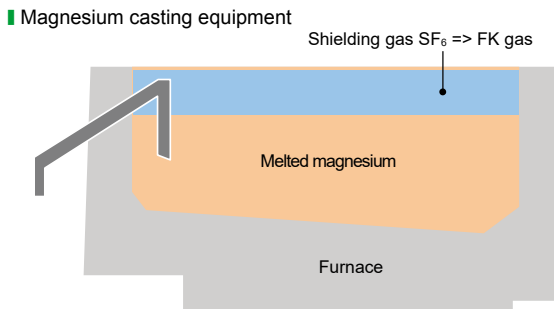 Magnesium casting equipment
Shielding gas SF₆ => FK gas
Melted magnesium
Furnace